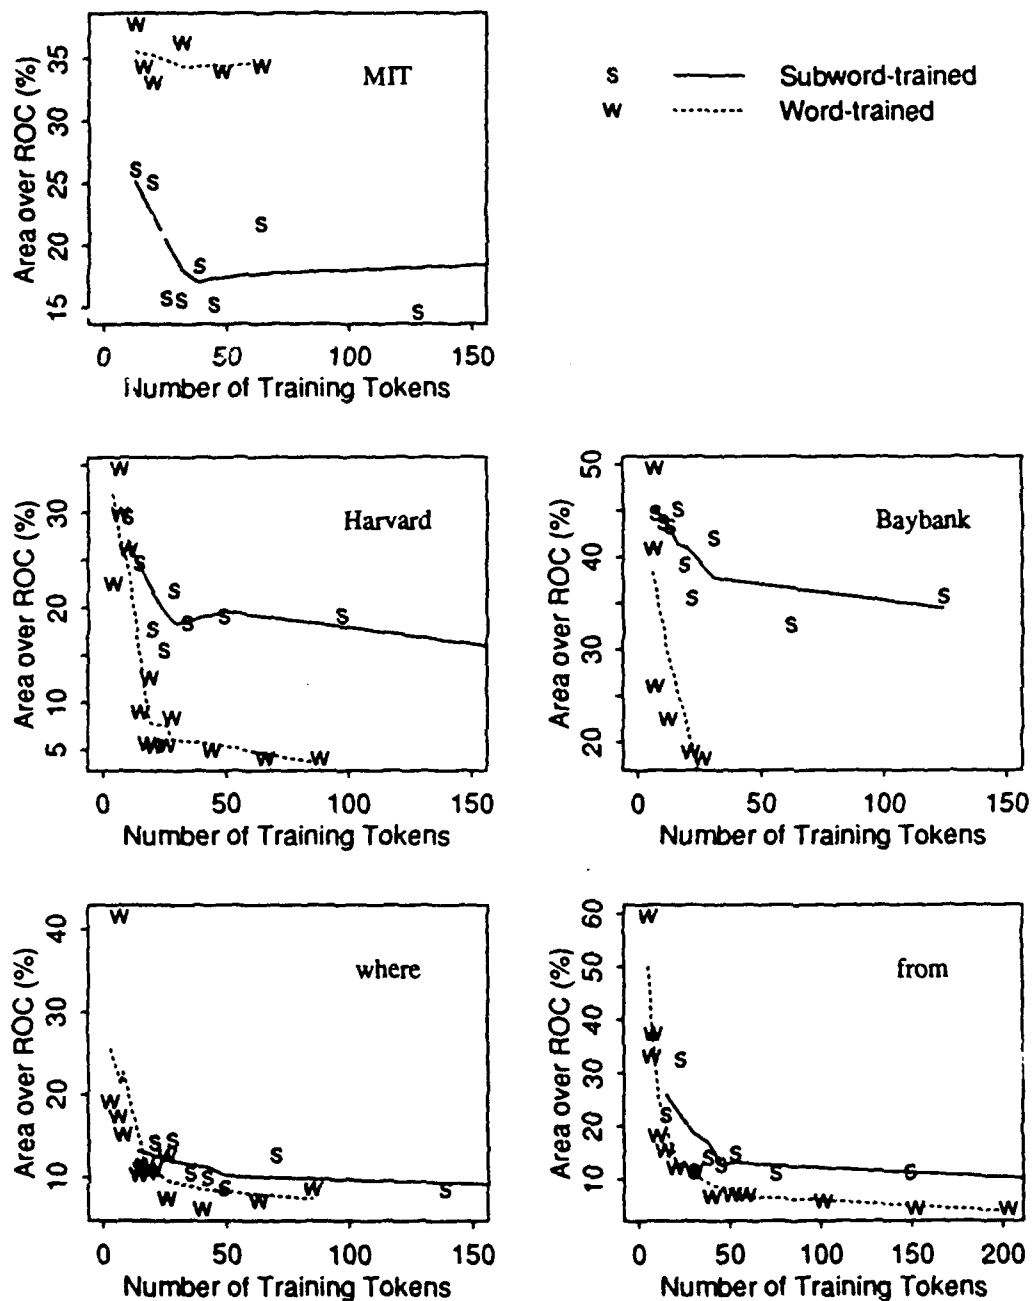 35
30
25
20
15
Area over ROC (%)
W
W
W
W
W
W
MIT
S
S
S
S
S
S
S
S
0 50 100 150
Number of Training Tokens
S Subword-trained
W Word-trained
30
20
10
5
Area over ROC (%)
Harvard
0 50 100 150
Number of Training Tokens
50
40
30
20
Area over ROC (%)
Baybank
0 50 100 150
Number of Training Tokens
40
30
20
10
Area over ROC (%)
where
0 50 100 150
Number of Training Tokens
60
50
40
30
20
10
Area over ROC (%)
from
0 50 100 150 200
Number of Training Tokens